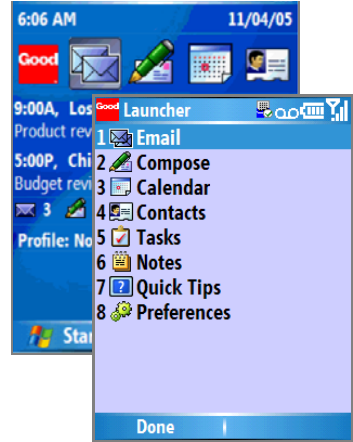 6:06 AM 11/04/05
Good
9:00A, Los
Product rev
5:00P, Chi
Budget revi
3
Profile: No
Star
Good Launcher
1 Email
2 Compose
3 Calendar
4 Contacts
5 Tasks
6 Notes
7 ? Quick Tips
8 Preferences
Done